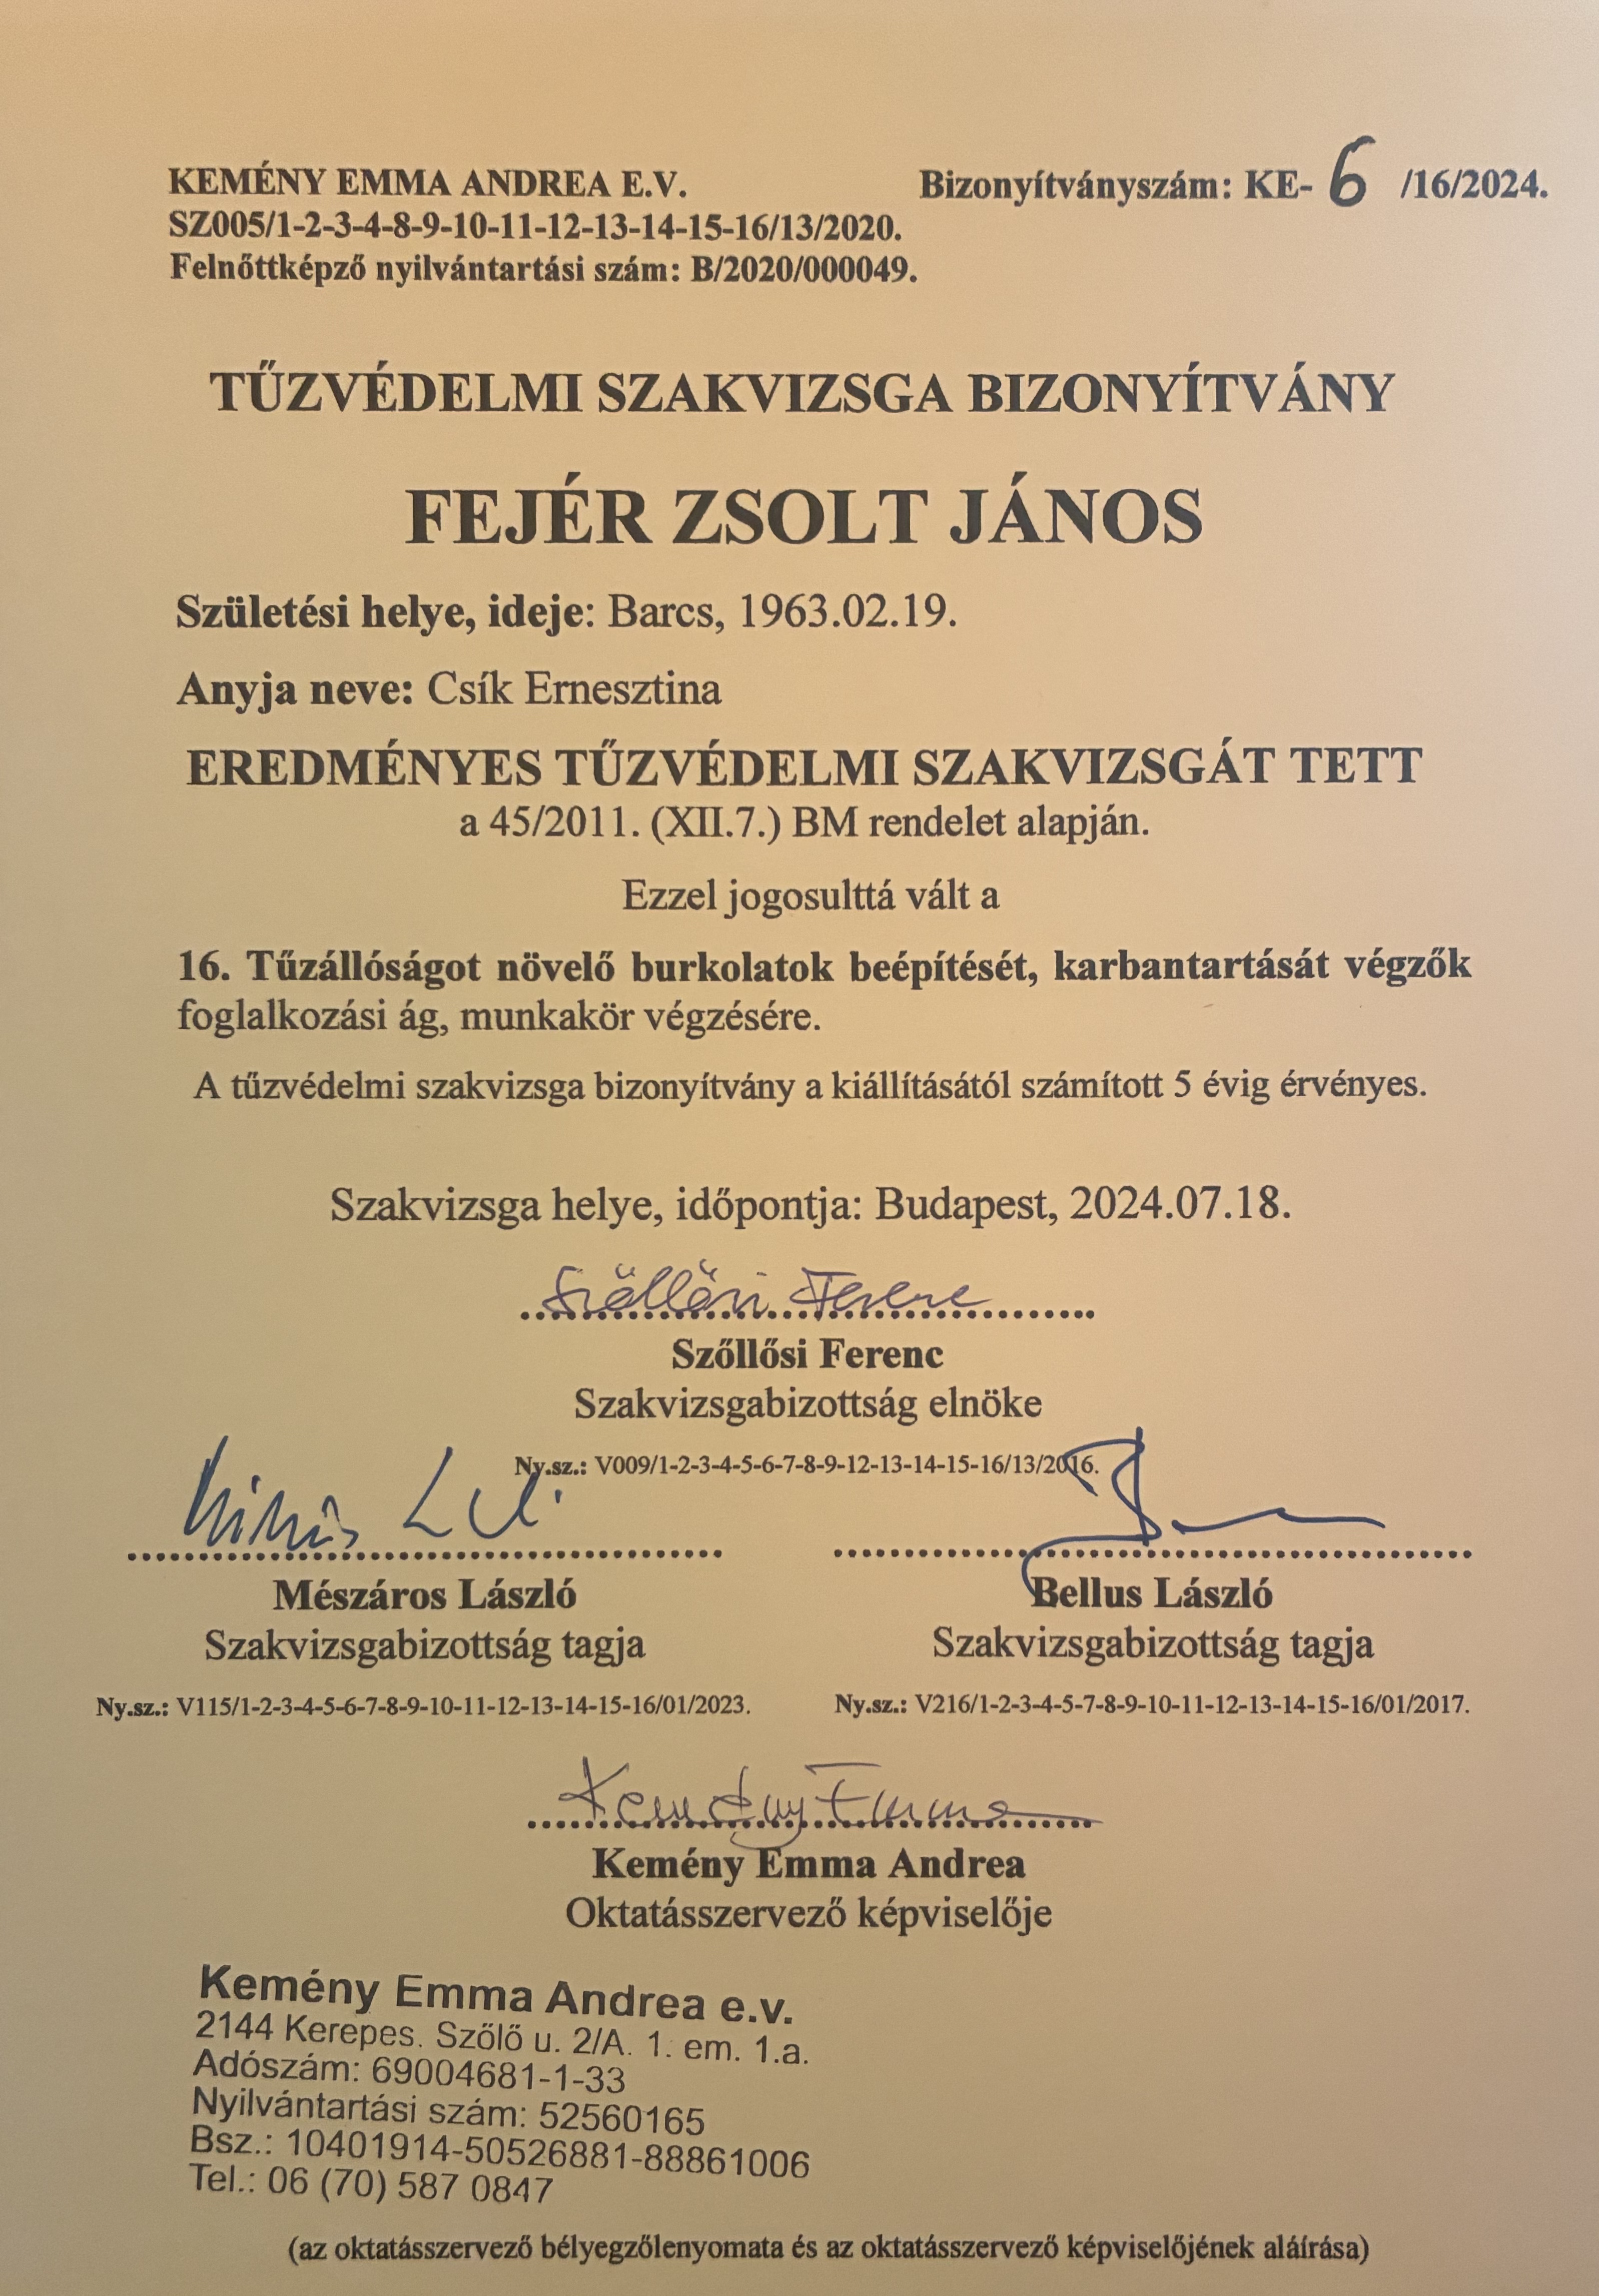 KEMÉNY EMMA ANDREA E.V.
Bizonyítványszám: KE- 6 /16/2024.
SZ005/1-2-3-4-8-9-10-11-12-13-14-15-16/13/2020.
Felnőttképző nyilvántartási szám: B/2020/000049.
TŰZVÉDELMI SZAKVIZSGA BIZONYÍTVÁNY
FEJÉR ZSOLT JÁNOS
Születési helye, ideje: Barcs, 1963.02.19.
Anyja neve: Csík Ernesztina
EREDMÉNYES TŰZVÉDELMI SZAKVIZSGÁT TETT
a 45/2011. (XII.7.) BM rendelet alapján.
Ezzel jogosulttá vált a
16. Tűzállóságot növelő burkolatok beépítését, karbantartását végzők
foglalkozási ág, munkakör végzésére.
A tűzvédelmi szakvizsga bizonyítvány a kiállításától számított 5 évig érvényes.
Szakvizsga helye, időpontja: Budapest, 2024.07.18.
Szőllősi Ferenc
Szőllősi Ferenc
Szakvizsgabizottság elnöke
Ny.sz.: V009/1-2-3-4-5-6-7-8-9-12-13-14-15-16/13/2016.
Mészáros László
Szakvizsgabizottság tagja
Ny.sz.: V115/1-2-3-4-5-6-7-8-9-10-11-12-13-14-15-16/01/2023.
Bellus László
Szakvizsgabizottság tagja
Ny.sz.: V216/1-2-3-4-5-7-8-9-10-11-12-13-14-15-16/01/2017.
Kemény Emma
Kemény Emma Andrea
Oktatásszervező képviselője
Kemény Emma Andrea e.v.
2144 Kerepes. Szőlő u. 2/A. 1. em. 1.a.
Adószám: 69004681-1-33
Nyilvántartási szám: 52560165
Bsz.: 10401914-50526881-88861006
Tel.: 06 (70) 587 0847
(az oktatásszervező bélyegzőlenyomata és az oktatásszervező képviselőjének aláírása)